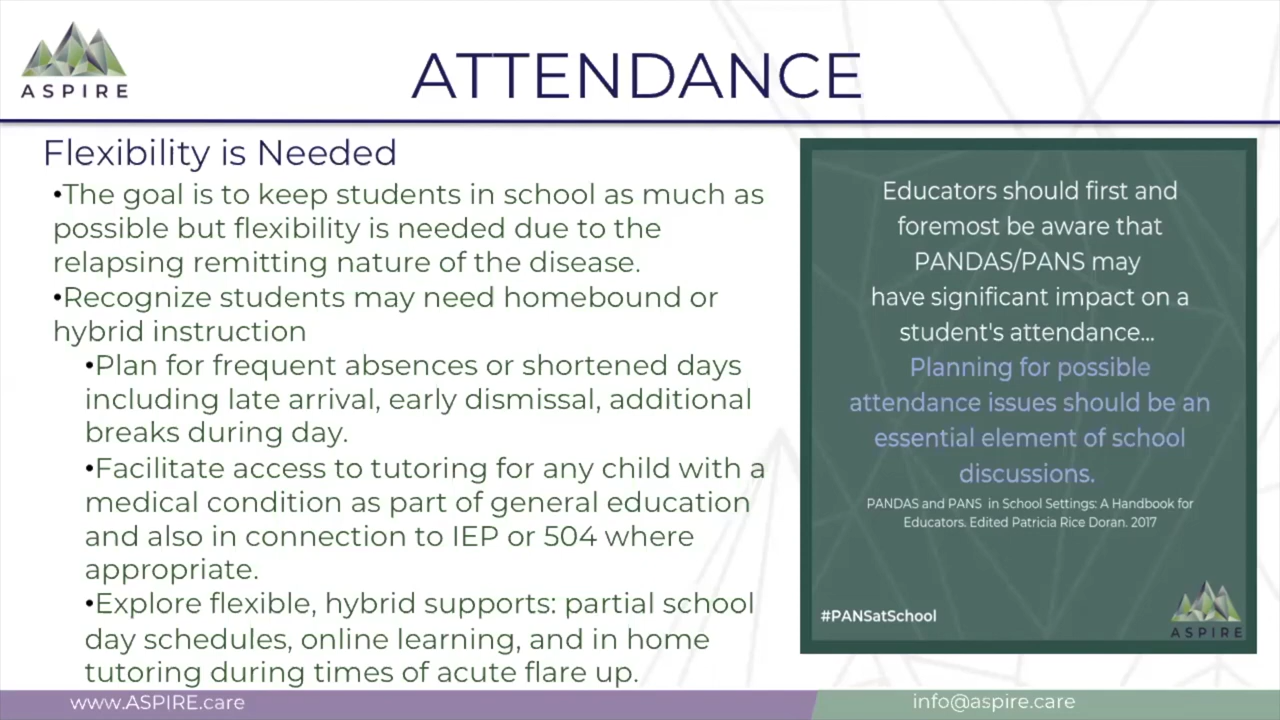 ASPIRE
ATTENDANCE
Flexibility is Needed
•The goal is to keep students in school as much as
possible but flexibility is needed due to the
relapsing remitting nature of the disease.
•Recognize students may need homebound or
hybrid instruction
•Plan for frequent absences or shortened days
including late arrival, early dismissal, additional
breaks during day.
•Facilitate access to tutoring for any child with a
medical condition as part of general education
and also in connection to IEP or 504 where
appropriate.
•Explore flexible, hybrid supports: partial school
day schedules, online learning, and in home
tutoring during times of acute flare up.
Educators should first and
foremost be aware that
PANDAS/PANS may
have significant impact on a
student's attendance...
Planning for possible
attendance issues should be an
essential element of school
discussions.
PANDAS and PANS in School Settings: A Handbook for
Educators. Edited Patricia Rice Doran. 2017
#PANSatSchool
ASPIRE
www.ASPIRE.care
info@aspire.care